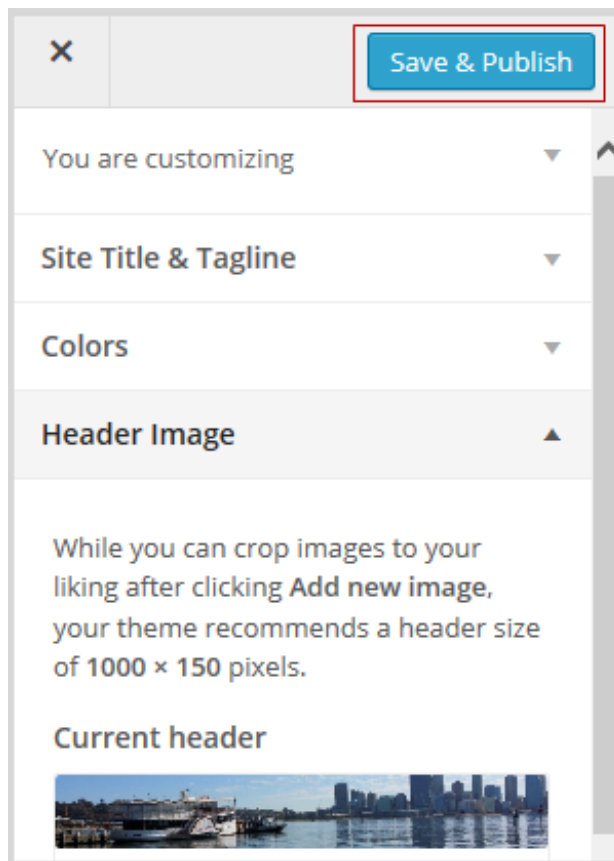 ×
Save & Publish
You are customizing
Site Title & Tagline
Colors
Header Image
While you can crop images to your
liking after clicking Add new image,
your theme recommends a header size
of 1000 × 150 pixels.
Current header